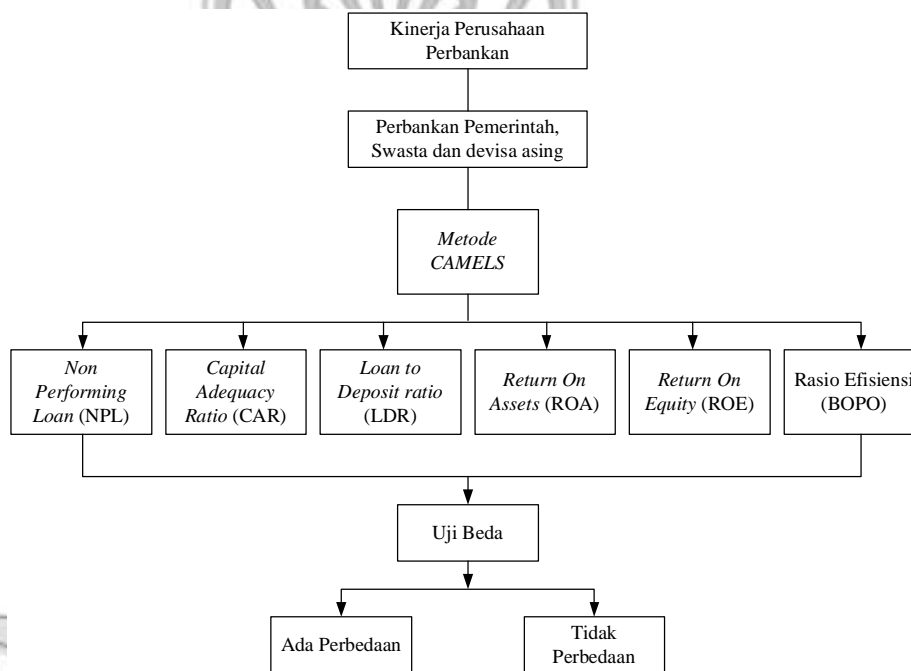 Kinerja Perusahaan
Perbankan
Perbankan Pemerintah,
Swasta dan devisa asing
Metode
CAMELS
Non
Performing
Loan (NPL)
Capital
Adequacy
Ratio (CAR)
Loan to
Deposit ratio
(LDR)
Return On
Assets (ROA)
Return On
Equity (ROE)
Rasio Efisiensi
(BOPO)
Uji Beda
Ada Perbedaan
Tidak
Perbedaan